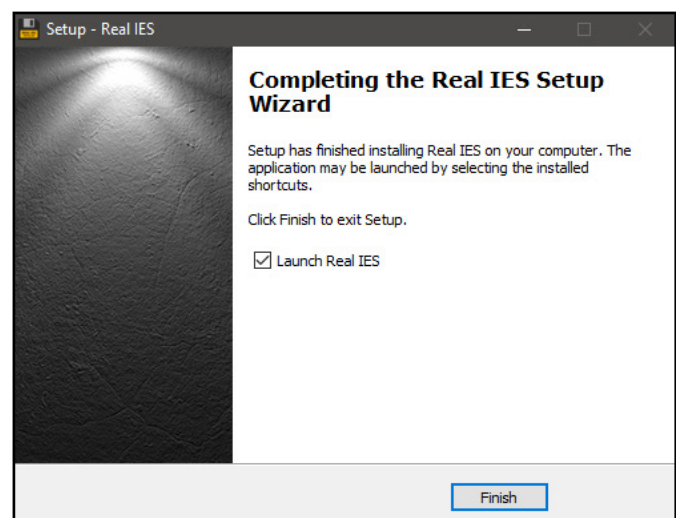 Setup - Real IES
Completing the Real IES Setup
Wizard
Setup has finished installing Real IES on your computer. The
application may be launched by selecting the installed
shortcuts.
Click Finish to exit Setup.
Launch Real IES
Finish